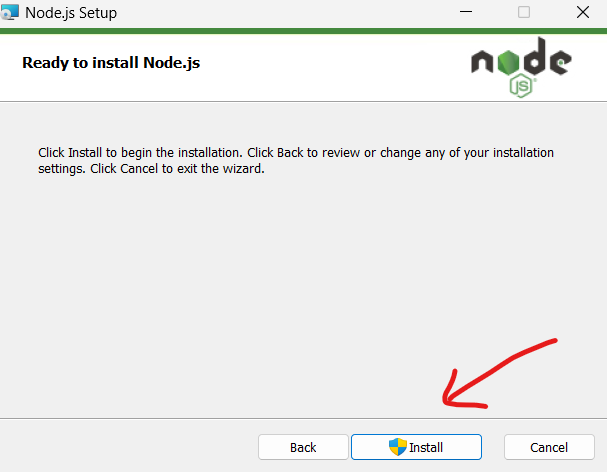 Node.js Setup
Ready to install Node.js
node
JS
Click Install to begin the installation. Click Back to review or change any of your installation
settings. Click Cancel to exit the wizard.
Back Install Cancel